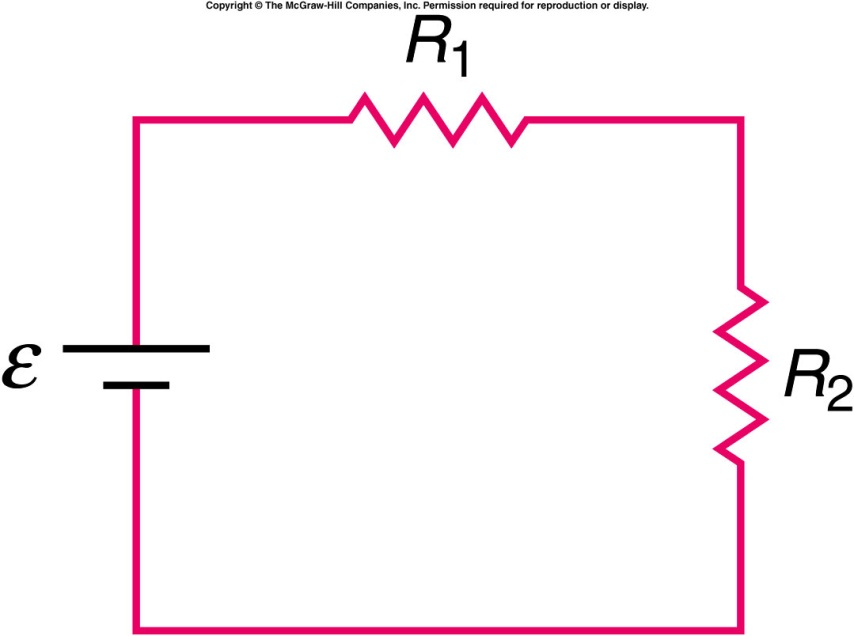 Copyright © The McGraw-Hill Companies, Inc. Permission required for reproduction or display.
R1
ε
R2